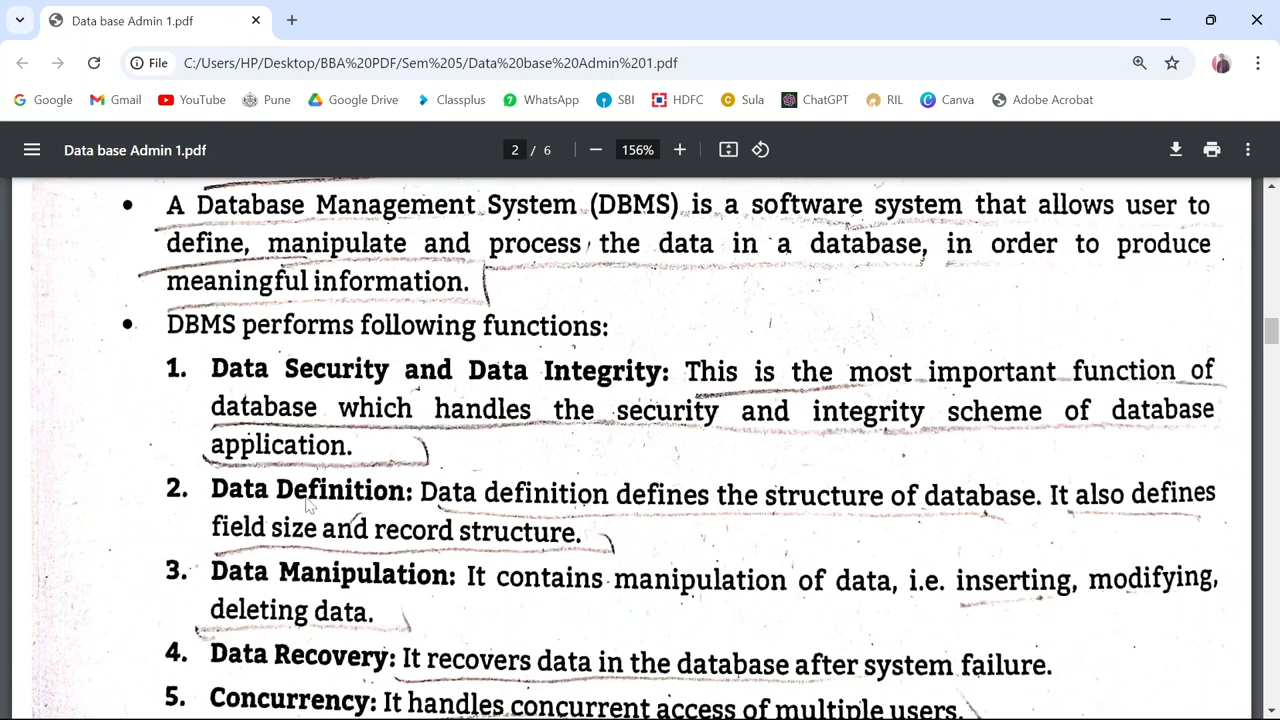 Data base Admin 1.pdf
File C:/Users/HP/Desktop/BBA%20PDF/Sem%205/Data%20base%20Admin%201.pdf
Google Gmail YouTube Pune Google Drive Classplus WhatsApp SBI HDFC Sula ChatGPT RIL Canva Adobe Acrobat
Data base Admin 1.pdf 2 / 6 156%
• A Database Management System (DBMS) is a software system that allows user to
define, manipulate and process the data in a database, in order to produce
meaningful information.
• DBMS performs following functions:
1. Data Security and Data Integrity: This is the most important function of
database which handles the security and integrity scheme of database
application.
2. Data Definition: Data definition defines the structure of database. It also defines
field size and record structure.
3. Data Manipulation: It contains manipulation of data, i.e. inserting, modifying,
deleting data.
4. Data Recovery: It recovers data in the database after system failure.
5. Concurrency: It handles concurrent access of multiple users.